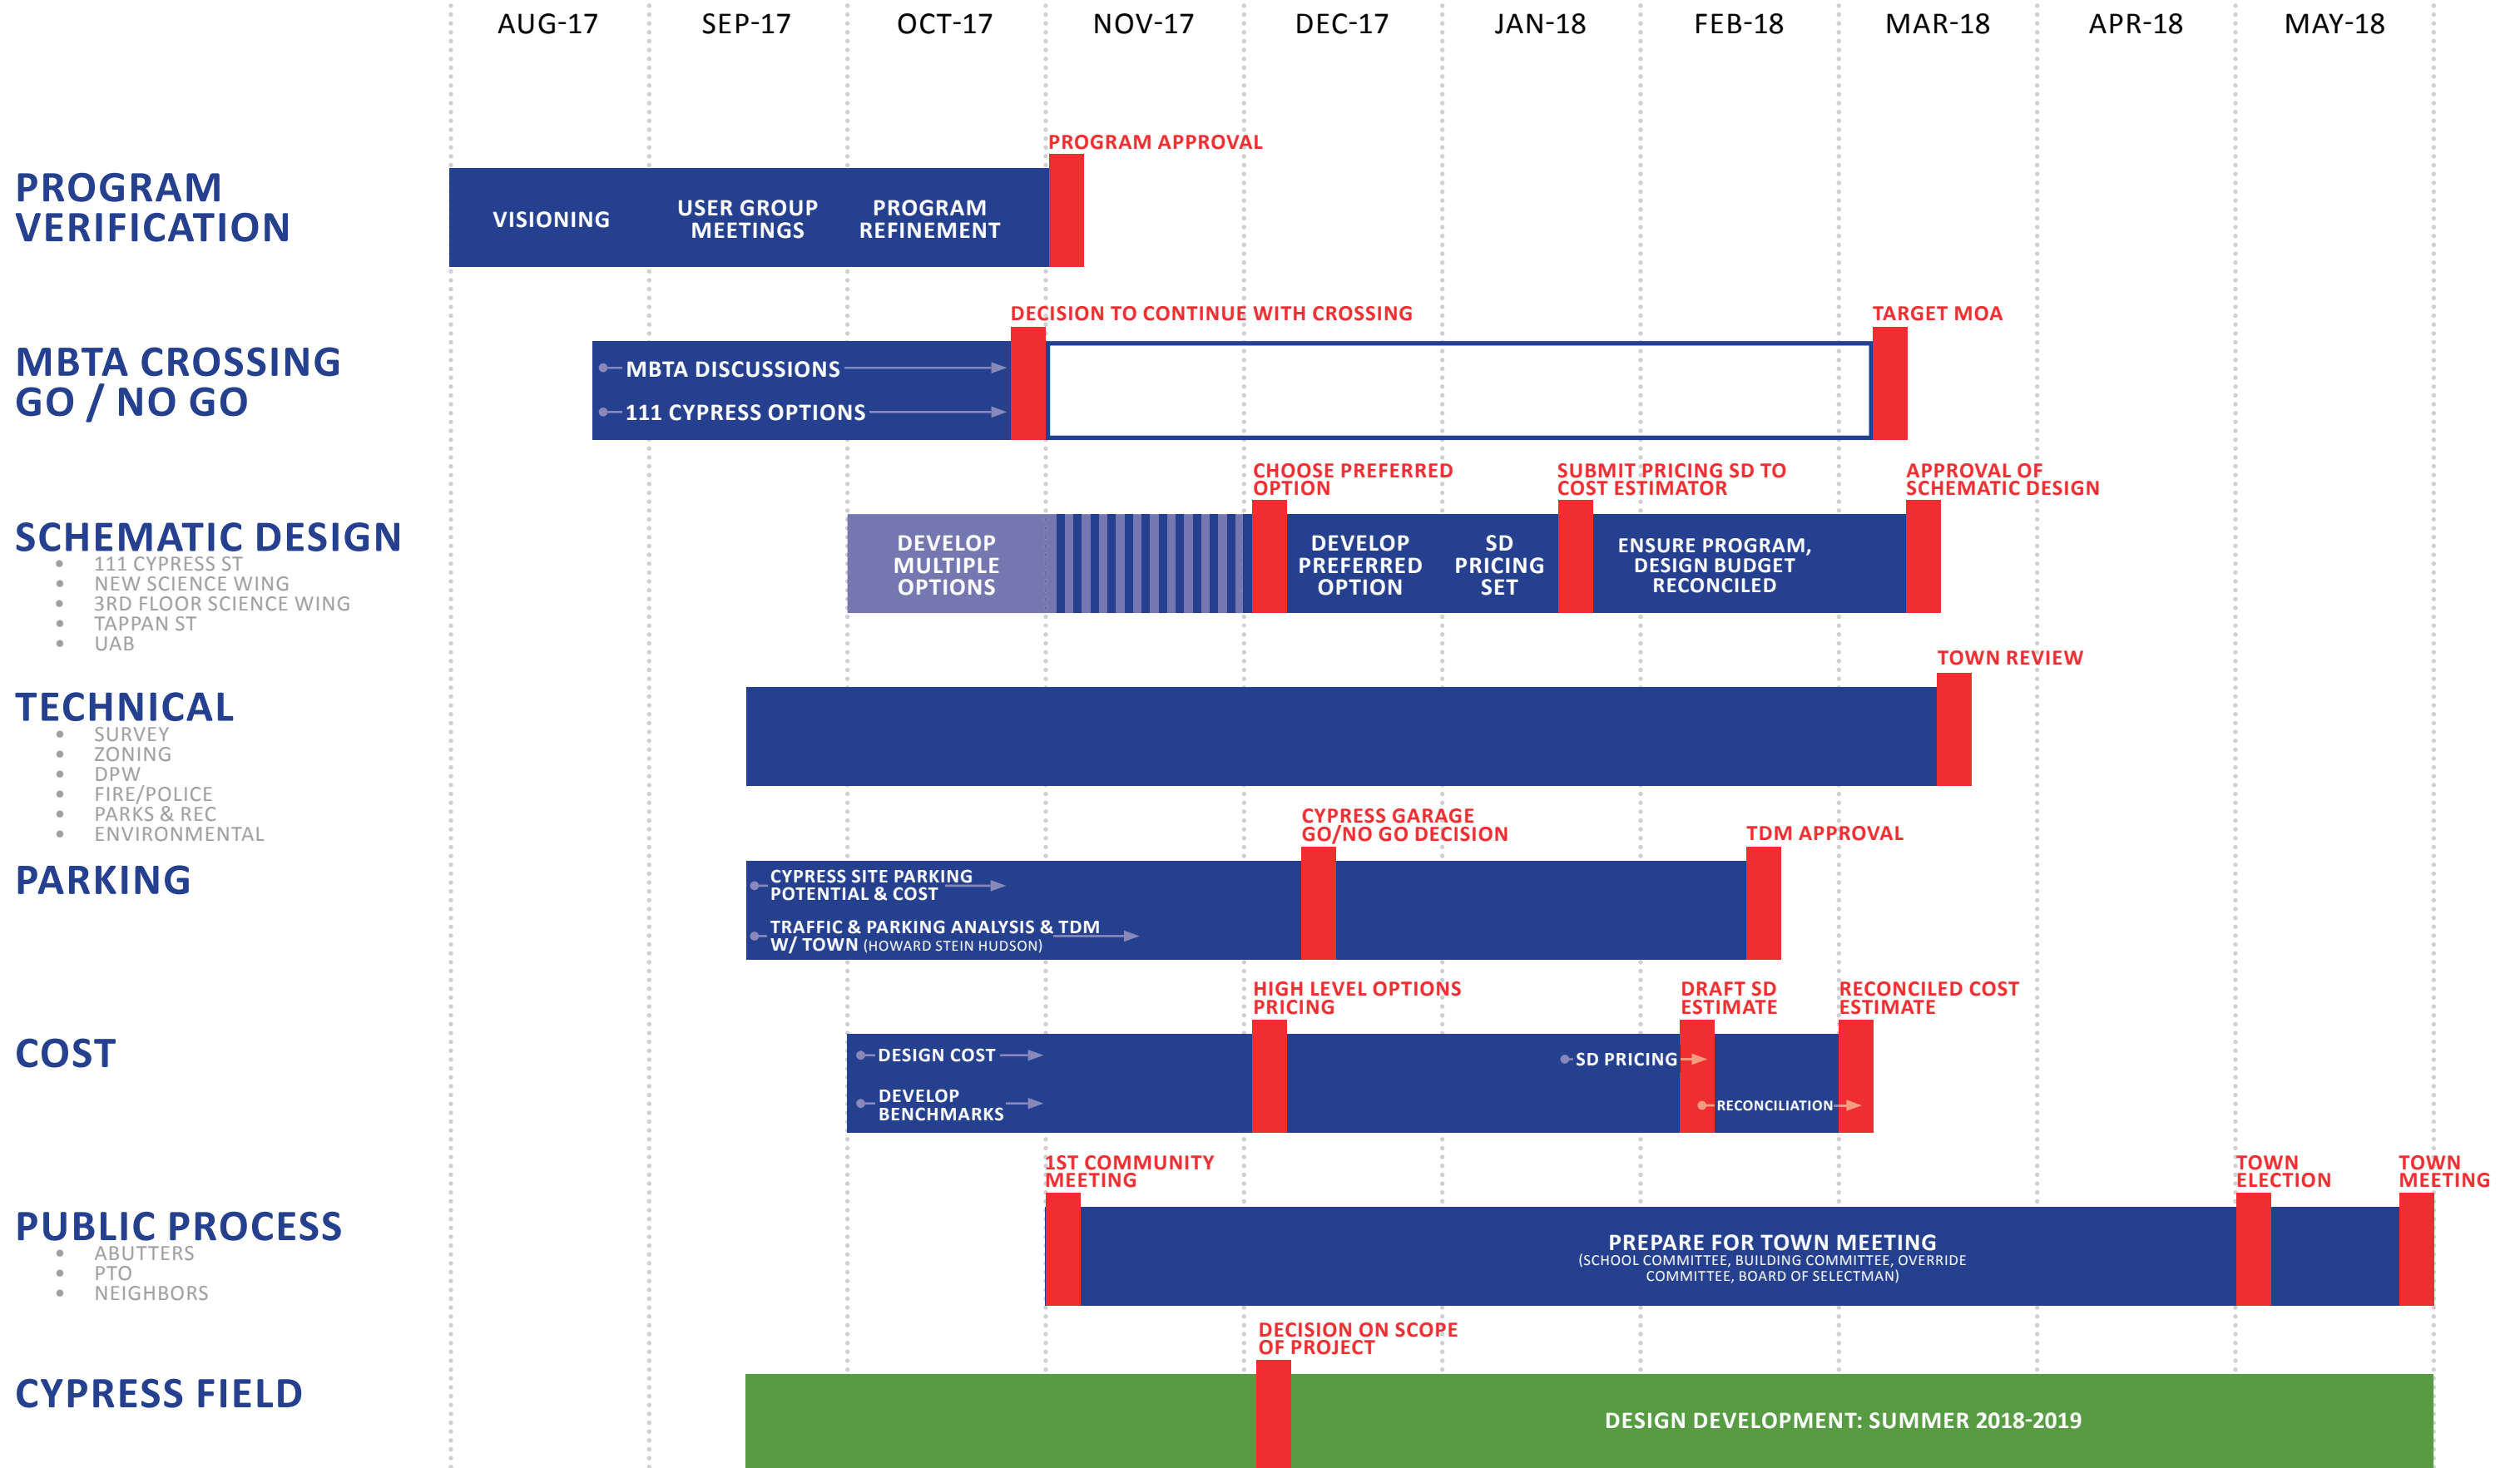 AUG-17
SEP-17
OCT-17
NOV-17
DEC-17
JAN-18
FEB-18
MAR-18
APR-18
MAY-18
PROGRAM
VERIFICATION
VISIONING
USER GROUP
MEETINGS
PROGRAM
REFINEMENT
PROGRAM APPROVAL
MBTA CROSSING
GO / NO GO
MBTA DISCUSSIONS
111 CYPRESS OPTIONS
DECISION TO CONTINUE WITH CROSSING
TARGET MOA
SCHEMATIC DESIGN
• 111 CYPRESS ST
• NEW SCIENCE WING
• 3RD FLOOR SCIENCE WING
• TAPPAN ST
• UAB
DEVELOP
MULTIPLE
OPTIONS
CHOOSE PREFERRED
OPTION
DEVELOP
PREFERRED
OPTION
SD
PRICING
SET
SUBMIT PRICING SD TO
COST ESTIMATOR
ENSURE PROGRAM,
DESIGN BUDGET
RECONCILED
APPROVAL OF
SCHEMATIC DESIGN
TECHNICAL
• SURVEY
• ZONING
• DPW
• FIRE/POLICE
• PARKS & REC
• ENVIRONMENTAL
TOWN REVIEW
PARKING
CYPRESS SITE PARKING
POTENTIAL & COST
TRAFFIC & PARKING ANALYSIS & TDM
W/ TOWN (HOWARD STEIN HUDSON)
CYPRESS GARAGE
GO/NO GO DECISION
TDM APPROVAL
COST
DESIGN COST
DEVELOP
BENCHMARKS
HIGH LEVEL OPTIONS
PRICING
SD PRICING
DRAFT SD
ESTIMATE
RECONCILIATION
RECONCILED COST
ESTIMATE
PUBLIC PROCESS
• ABUTTERS
• PTO
• NEIGHBORS
1ST COMMUNITY
MEETING
PREPARE FOR TOWN MEETING
(SCHOOL COMMITTEE, BUILDING COMMITTEE, OVERRIDE
COMMITTEE, BOARD OF SELECTMAN)
TOWN
ELECTION
TOWN
MEETING
CYPRESS FIELD
DECISION ON SCOPE
OF PROJECT
DESIGN DEVELOPMENT: SUMMER 2018-2019